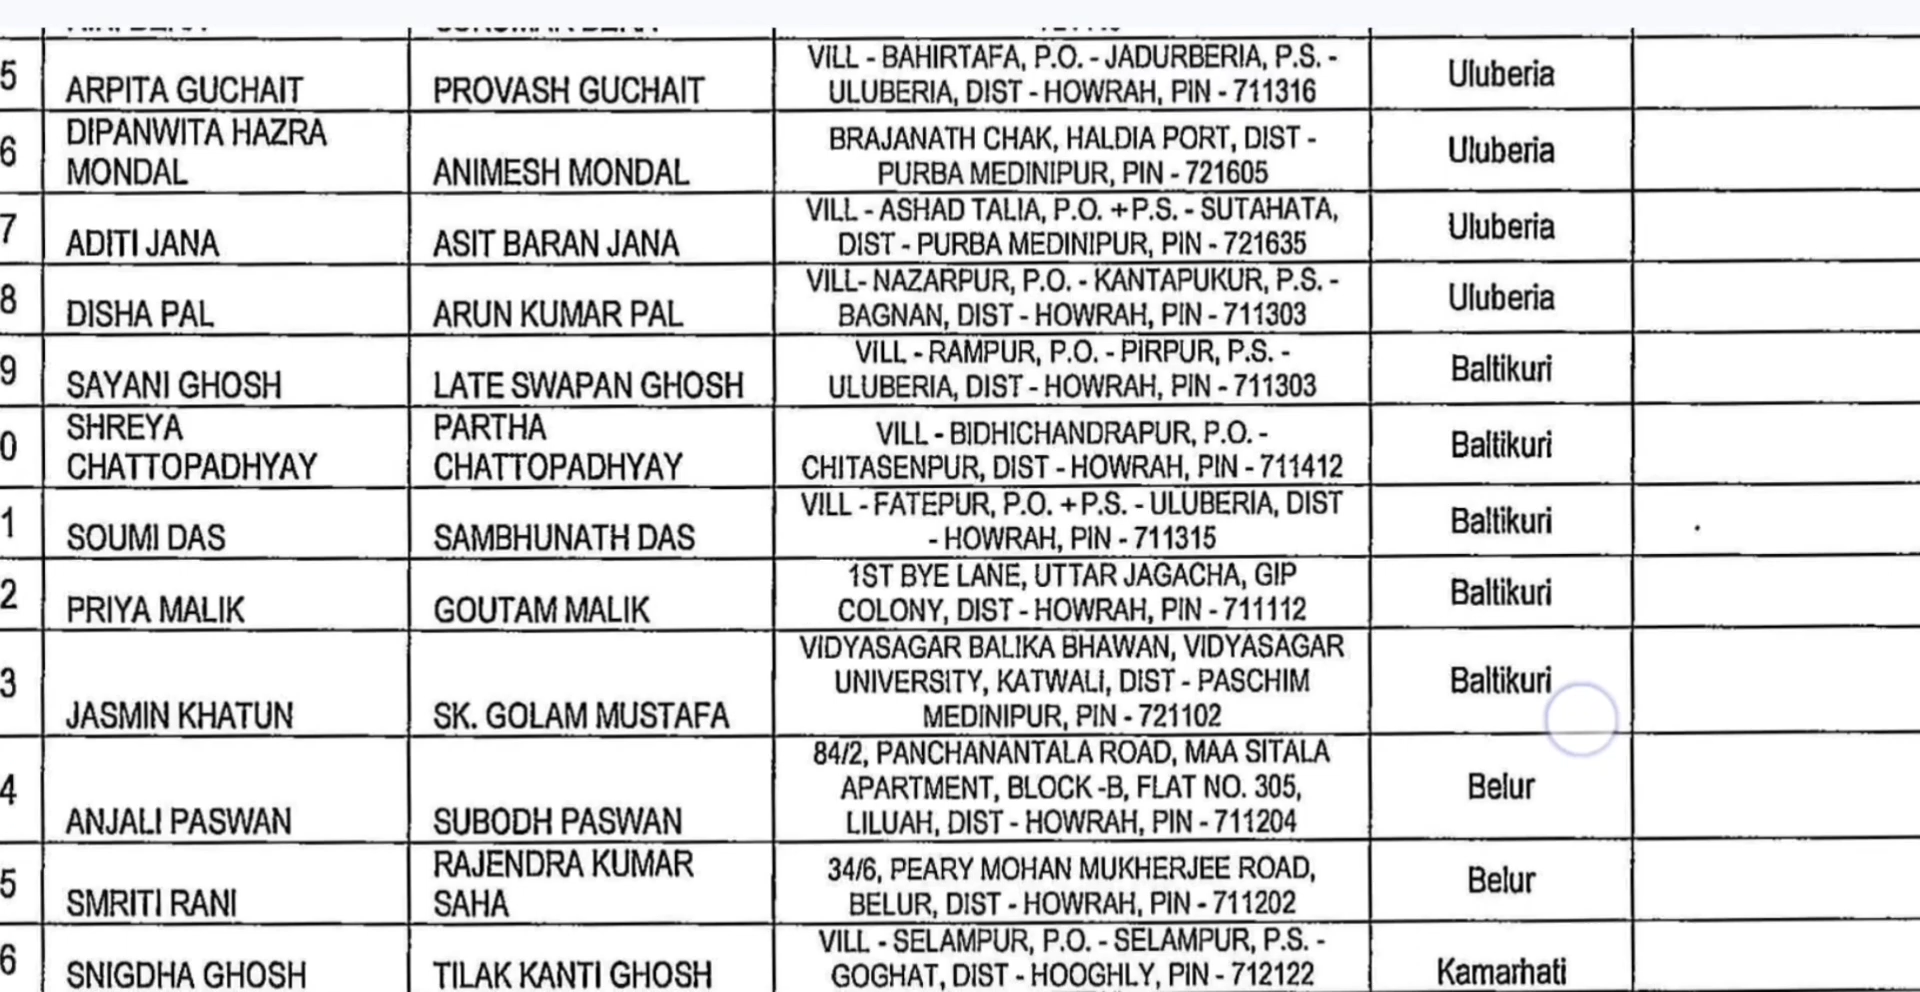 5 ARPITA GUCHAIT PROVASH GUCHAIT VILL - BAHIRTAFA, P.O. - JADURBERIA, P.S. - Uluberia
ULUBERIA, DIST - HOWRAH, PIN - 711316
6 DIPANWITA HAZRA ANIMESH MONDAL BRAJANATH CHAK, HALDIA PORT, DIST - Uluberia
MONDAL PURBA MEDINIPUR, PIN - 721605
7 ADITI JANA ASIT BARAN JANA VILL - ASHAD TALIA, P.O. + P.S. - SUTAHATA, Uluberia
DIST - PURBA MEDINIPUR, PIN - 721635
8 DISHA PAL ARUN KUMAR PAL VILL- NAZARPUR, P.O. - KANTAPUKUR, P.S. - Uluberia
BAGNAN, DIST - HOWRAH, PIN - 711303
9 SAYANI GHOSH LATE SWAPAN GHOSH VILL - RAMPUR, P.O. - PIRPUR, P.S. - Baltikuri
ULUBERIA, DIST - HOWRAH, PIN - 711303
0 SHREYA PARTHA VILL - BIDHICHANDRAPUR, P.O. - Baltikuri
CHATTOPADHYAY CHATTOPADHYAY CHITASENPUR, DIST - HOWRAH, PIN - 711412
1 SOUMI DAS SAMBHUNATH DAS VILL - FATEPUR, P.O. + P.S. - ULUBERIA, DIST Baltikuri
- HOWRAH, PIN - 711315
2 PRIYA MALIK GOUTAM MALIK 1ST BYE LANE, UTTAR JAGACHA, GIP Baltikuri
COLONY, DIST - HOWRAH, PIN - 711112
3 JASMIN KHATUN SK. GOLAM MUSTAFA VIDYASAGAR BALIKA BHAWAN, VIDYASAGAR Baltikuri
UNIVERSITY, KATWALI, DIST - PASCHIM
MEDINIPUR, PIN - 721102
4 ANJALI PASWAN SUBODH PASWAN 84/2, PANCHANANTALA ROAD, MAA SITALA Belur
APARTMENT, BLOCK -B, FLAT NO. 305,
LILUAH, DIST - HOWRAH, PIN - 711204
5 SMRITI RANI RAJENDRA KUMAR 34/6, PEARY MOHAN MUKHERJEE ROAD, Belur
SAHA BELUR, DIST - HOWRAH, PIN - 711202
6 SNIGDHA GHOSH TILAK KANTI GHOSH VILL - SELAMPUR, P.O. - SELAMPUR, P.S. - Kamarhati
GOGHAT, DIST - HOOGHLY, PIN - 712122